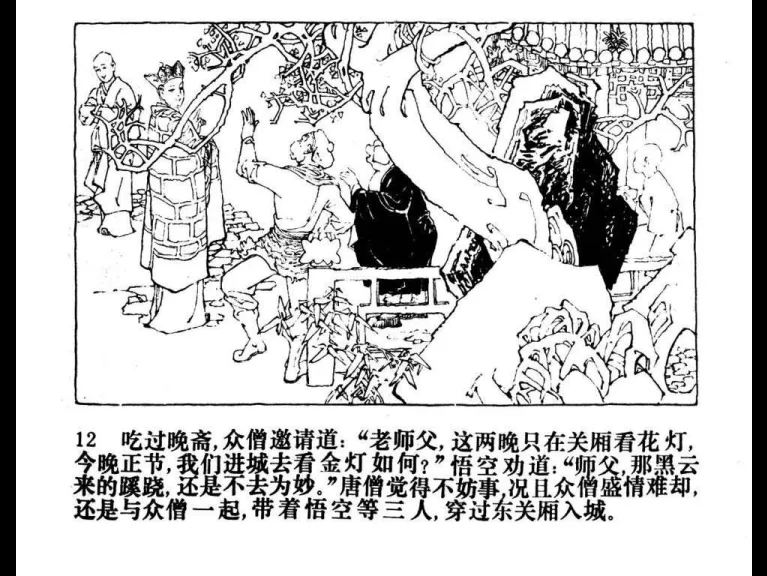 12 吃过晚斋,众僧邀请道:“老师父,这两晚只在关厢看花灯,
今晚正节,我们进城去看金灯如何?”悟空劝道:“师父,那黑云
来的蹊跷,还是不去为妙。”唐僧觉得不妨事,况且众僧盛情难却,
还是与众僧一起,带着悟空等三人,穿过东关厢入城。